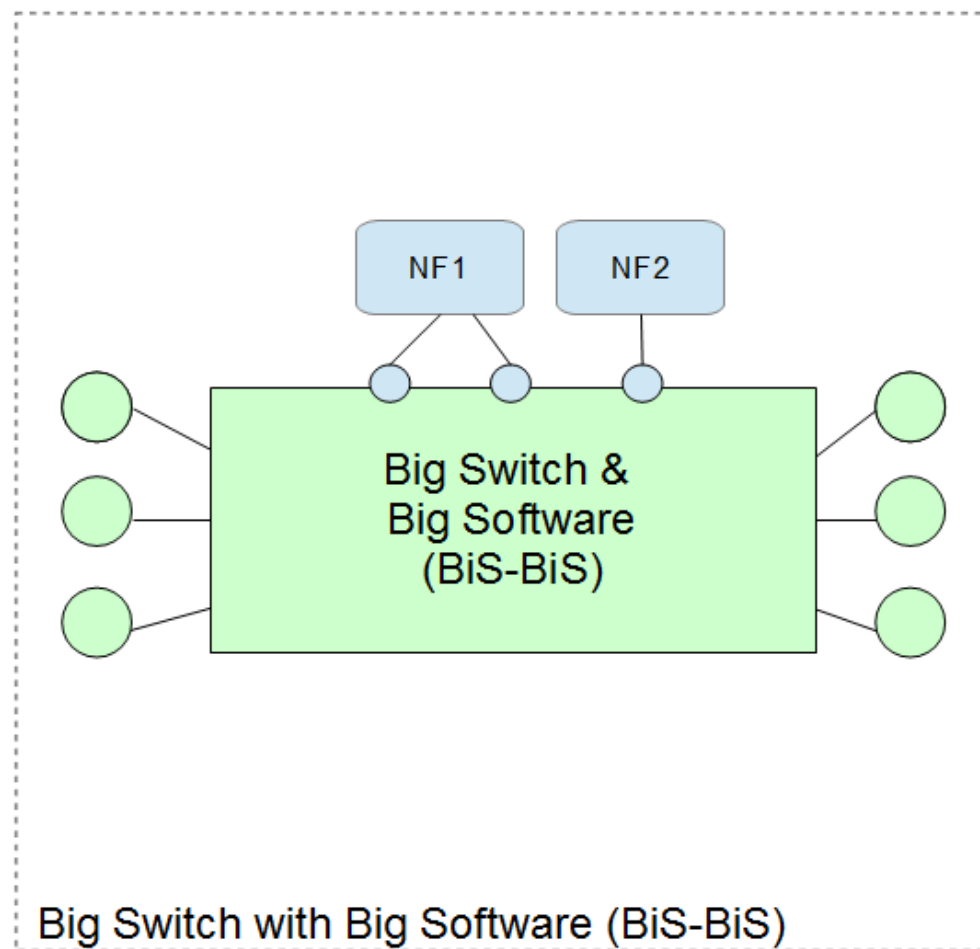 NF1
NF2
Big Switch &
Big Software
(BiS-BiS)
Big Switch with Big Software (BiS-BiS)